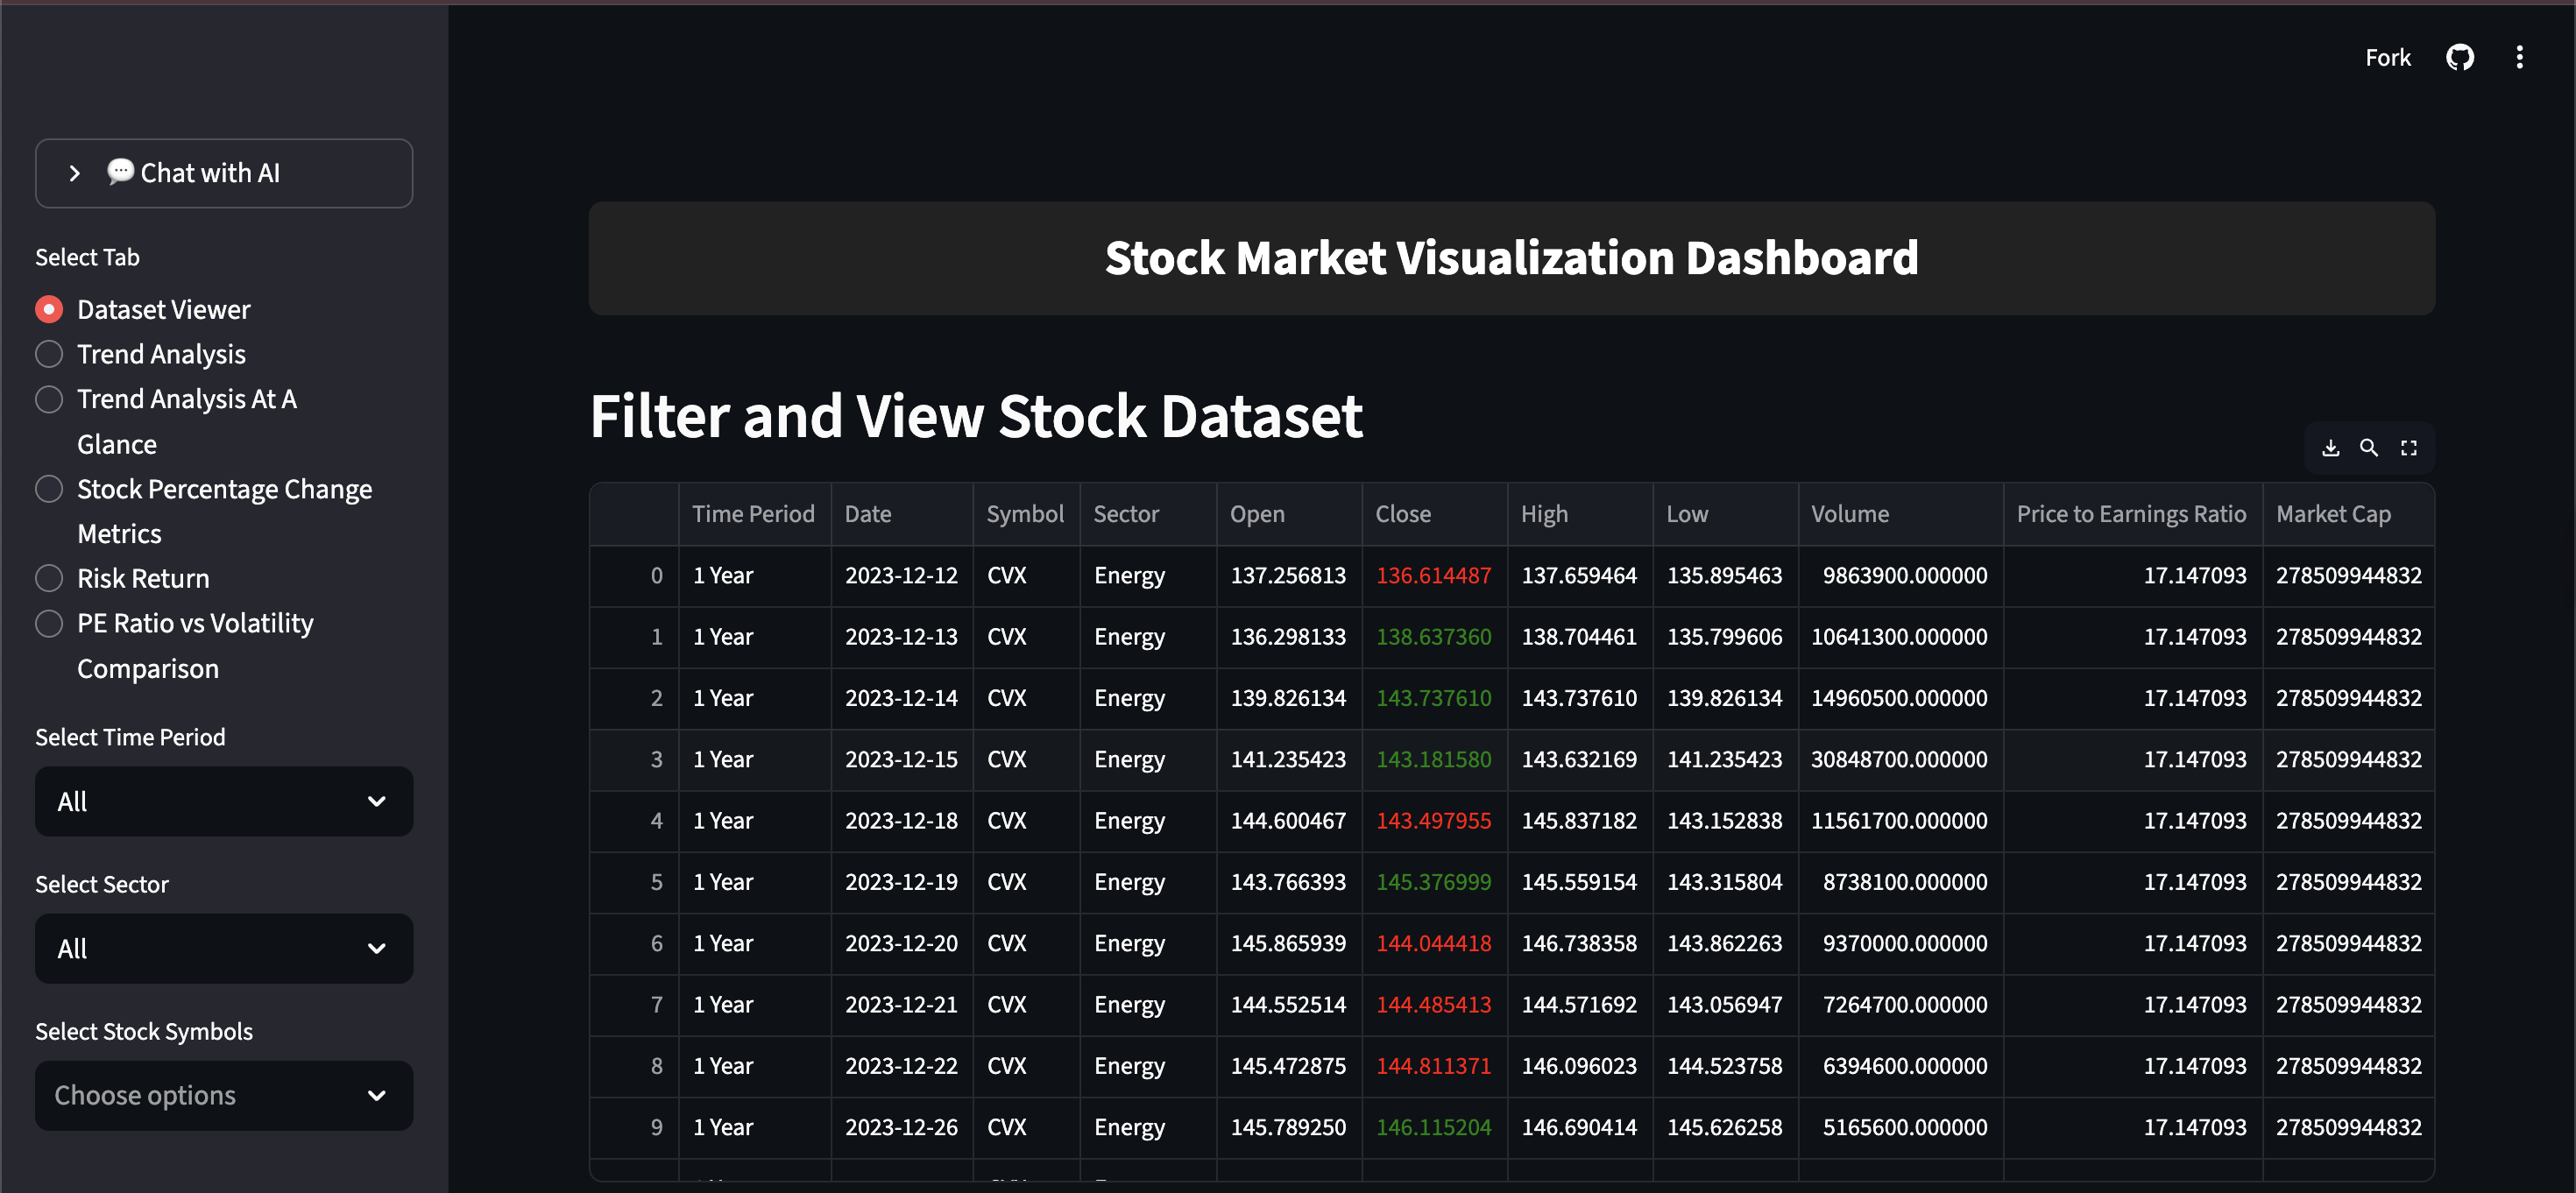 Fork
💬 Chat with AI
Select Tab
Dataset Viewer
Trend Analysis
Trend Analysis At A
Glance
Stock Percentage Change
Metrics
Risk Return
PE Ratio vs Volatility
Comparison
Select Time Period
All
Select Sector
All
Select Stock Symbols
Choose options
Stock Market Visualization Dashboard
Filter and View Stock Dataset
Time Period Date Symbol Sector Open Close High Low Volume Price to Earnings Ratio Market Cap
0 1 Year 2023-12-12 CVX Energy 137.256813 136.614487 137.659464 135.895463 9863900.000000 17.147093 278509944832
1 1 Year 2023-12-13 CVX Energy 136.298133 138.637360 138.704461 135.799606 10641300.000000 17.147093 278509944832
2 1 Year 2023-12-14 CVX Energy 139.826134 143.737610 143.737610 139.826134 14960500.000000 17.147093 278509944832
3 1 Year 2023-12-15 CVX Energy 141.235423 143.181580 143.632169 141.235423 30848700.000000 17.147093 278509944832
4 1 Year 2023-12-18 CVX Energy 144.600467 143.497955 145.837182 143.152838 11561700.000000 17.147093 278509944832
5 1 Year 2023-12-19 CVX Energy 143.766393 145.376999 145.559154 143.315804 8738100.000000 17.147093 278509944832
6 1 Year 2023-12-20 CVX Energy 145.865939 144.044418 146.738358 143.862263 9370000.000000 17.147093 278509944832
7 1 Year 2023-12-21 CVX Energy 144.552514 144.485413 144.571692 143.056947 7264700.000000 17.147093 278509944832
8 1 Year 2023-12-22 CVX Energy 145.472875 144.811371 146.096023 144.523758 6394600.000000 17.147093 278509944832
9 1 Year 2023-12-26 CVX Energy 145.789250 146.115204 146.690414 145.626258 5165600.000000 17.147093 278509944832